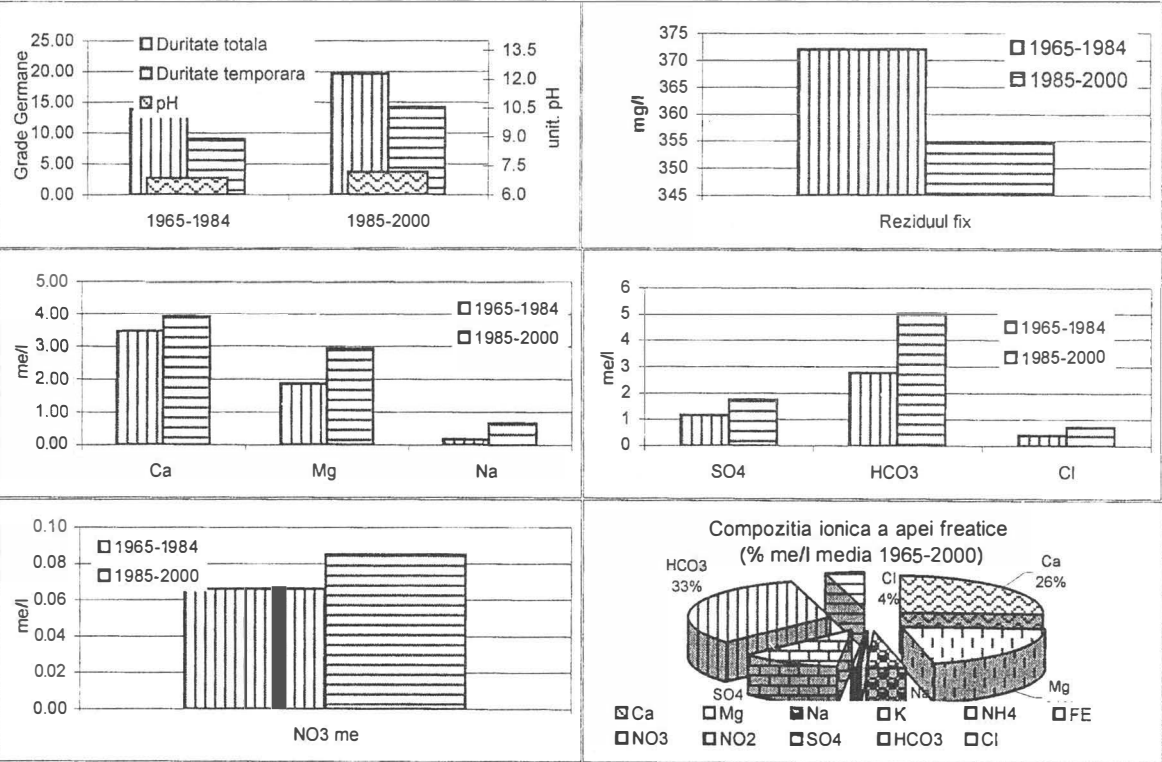 25.00
20.00
15.00
10.00
5.00
0.00
Grade Germane
Duritate totala
Duritate temporara
pH
13.5
12.0
10.5
9.0
7.5
6.0
unit. pH
1965-1984
1985-2000
375
370
365
360
355
350
345
mg/l
1965-1984
1985-2000
Reziduul fix
5.00
4.00
3.00
2.00
1.00
0.00
me/l
1965-1984
1985-2000
Ca
Mg
Na
6
5
4
3
2
1
0
me/l
1965-1984
1985-2000
SO4
HCO3
Cl
0.10
0.08
0.06
0.04
0.02
0.00
me/l
1965-1984
1985-2000
NO3 me
Compozitia ionica a apei freatice
(% me/l media 1965-2000)
HCO3
33%
Cl
4%
Ca
26%
SO4
Na
Mg
Ca Mg Na K NH4 FE
NO3 NO2 SO4 HCO3 Cl